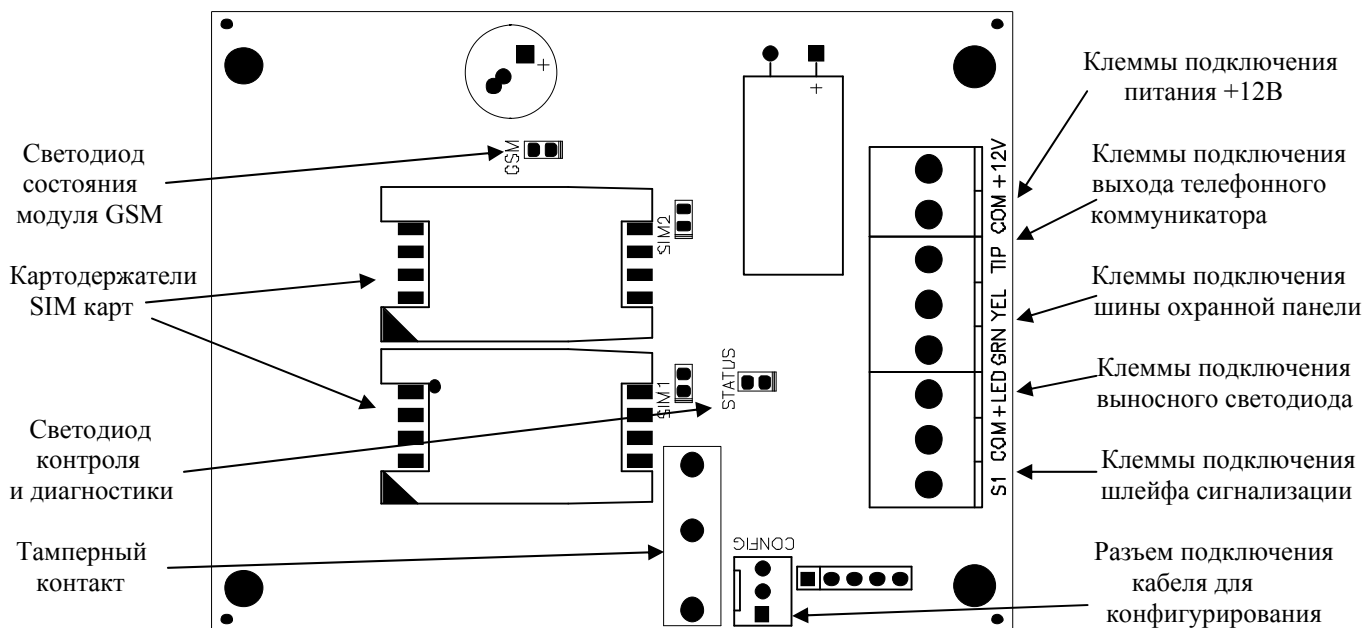 Светодиод
состояния
модуля GSM
Картодержатели
SIM карт
Светодиод
контроля
и диагностики
Тамперный
контакт
GSM
+
+
SIM2
SIM1
STATUS
CONFIG
+12V
COM
TIP
YEL
GRN
+LED
COM
S1
Клеммы подключения
питания +12В
Клеммы подключения
выхода телефонного
коммуникатора
Клеммы подключения
шины охранной панели
Клеммы подключения
выносного светодиода
Клеммы подключения
шлейфа сигнализации
Разъем подключения
кабеля для
конфигурирования